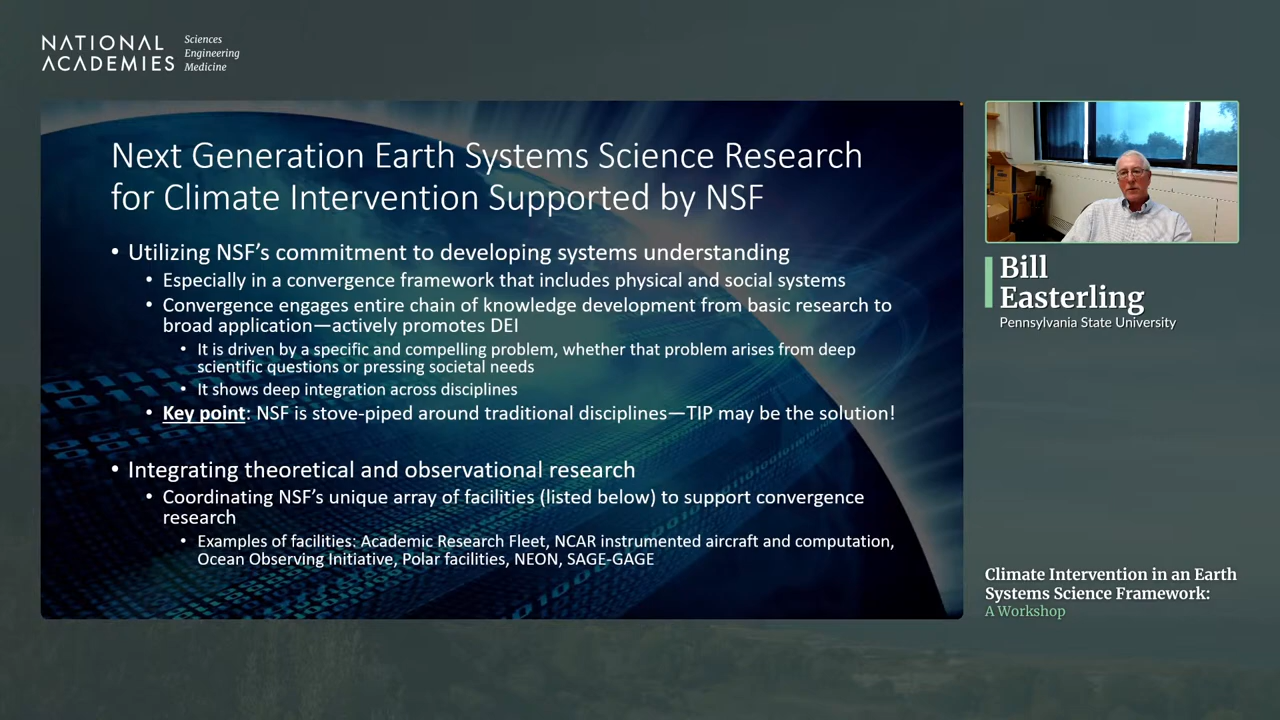 NATIONAL
ACADEMIES
Sciences
Engineering
Medicine
Next Generation Earth Systems Science Research
for Climate Intervention Supported by NSF
• Utilizing NSF’s commitment to developing systems understanding
• Especially in a convergence framework that includes physical and social systems
• Convergence engages entire chain of knowledge development from basic research to
broad application—actively promotes DEI
• It is driven by a specific and compelling problem, whether that problem arises from deep
scientific questions or pressing societal needs
• It shows deep integration across disciplines
• Key point: NSF is stove-piped around traditional disciplines—TIP may be the solution!
• Integrating theoretical and observational research
• Coordinating NSF’s unique array of facilities (listed below) to support convergence
research
• Examples of facilities: Academic Research Fleet, NCAR instrumented aircraft and computation,
Ocean Observing Initiative, Polar facilities, NEON, SAGE-GAGE
Bill
Easterling
Pennsylvania State University
Climate Intervention in an Earth
Systems Science Framework:
A Workshop